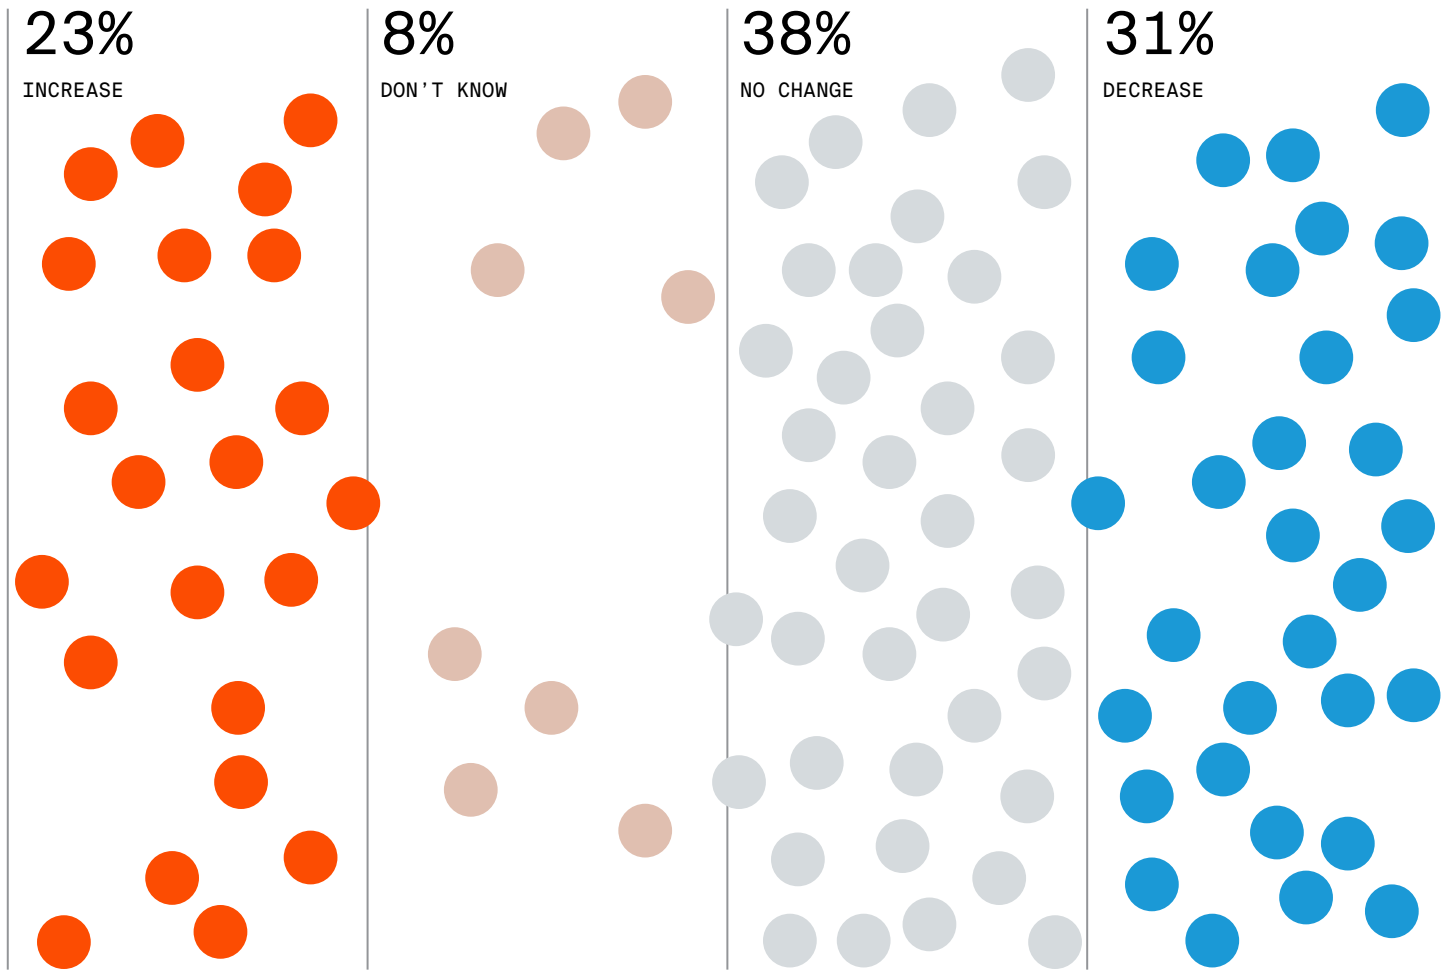 23%
INCREASE
8%
DON’T KNOW
38%
NO CHANGE
31%
DECREASE